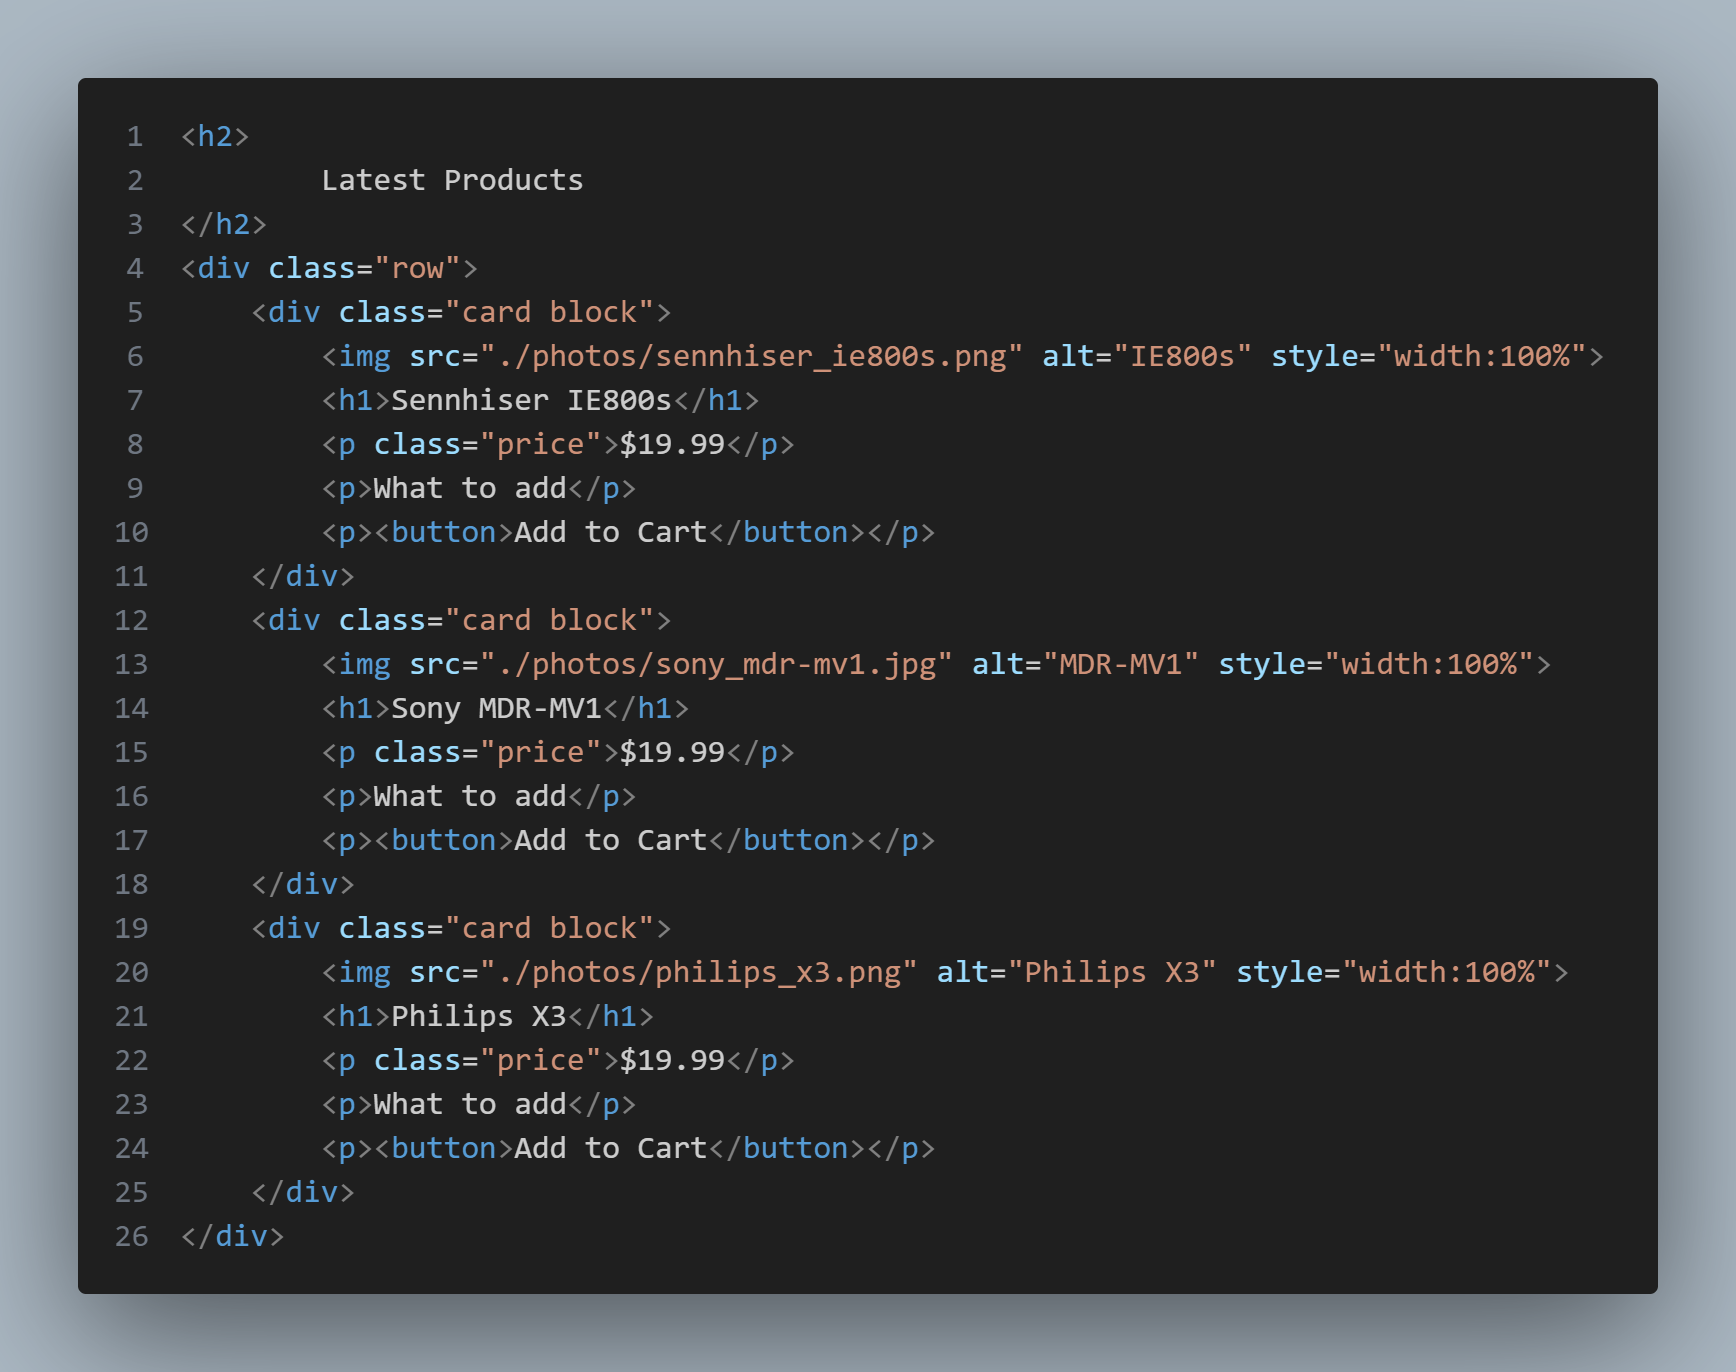 1 <h2>
2         Latest Products
3 </h2>
4 <div class="row">
5     <div class="card block">
6         <img src="./photos/sennhiser_ie800s.png" alt="IE800s" style="width:100%">
7         <h1>Sennhiser IE800s</h1>
8         <p class="price">$19.99</p>
9         <p>What to add</p>
10         <p><button>Add to Cart</button></p>
11     </div>
12     <div class="card block">
13         <img src="./photos/sony_mdr-mv1.jpg" alt="MDR-MV1" style="width:100%">
14         <h1>Sony MDR-MV1</h1>
15         <p class="price">$19.99</p>
16         <p>What to add</p>
17         <p><button>Add to Cart</button></p>
18     </div>
19     <div class="card block">
20         <img src="./photos/philips_x3.png" alt="Philips X3" style="width:100%">
21         <h1>Philips X3</h1>
22         <p class="price">$19.99</p>
23         <p>What to add</p>
24         <p><button>Add to Cart</button></p>
25     </div>
26 </div>